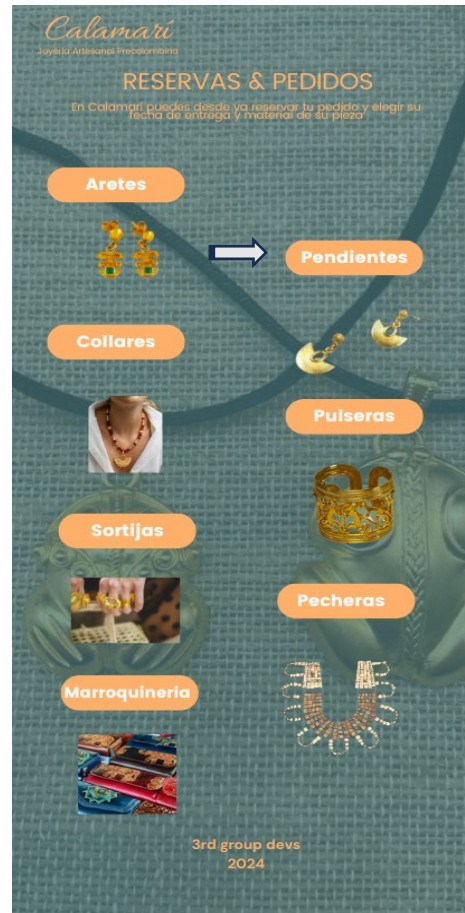 Calamarí
Joyería Artesanal Precolombina
RESERVAS & PEDIDOS
En Calamarí puedes desde ya reservar tu pedido y elegir su
fecha de entrega y material de su pieza
Aretes
Pendientes
Collares
Pulseras
Sortijas
Pecheras
Marroquineria
3rd group devs
2024